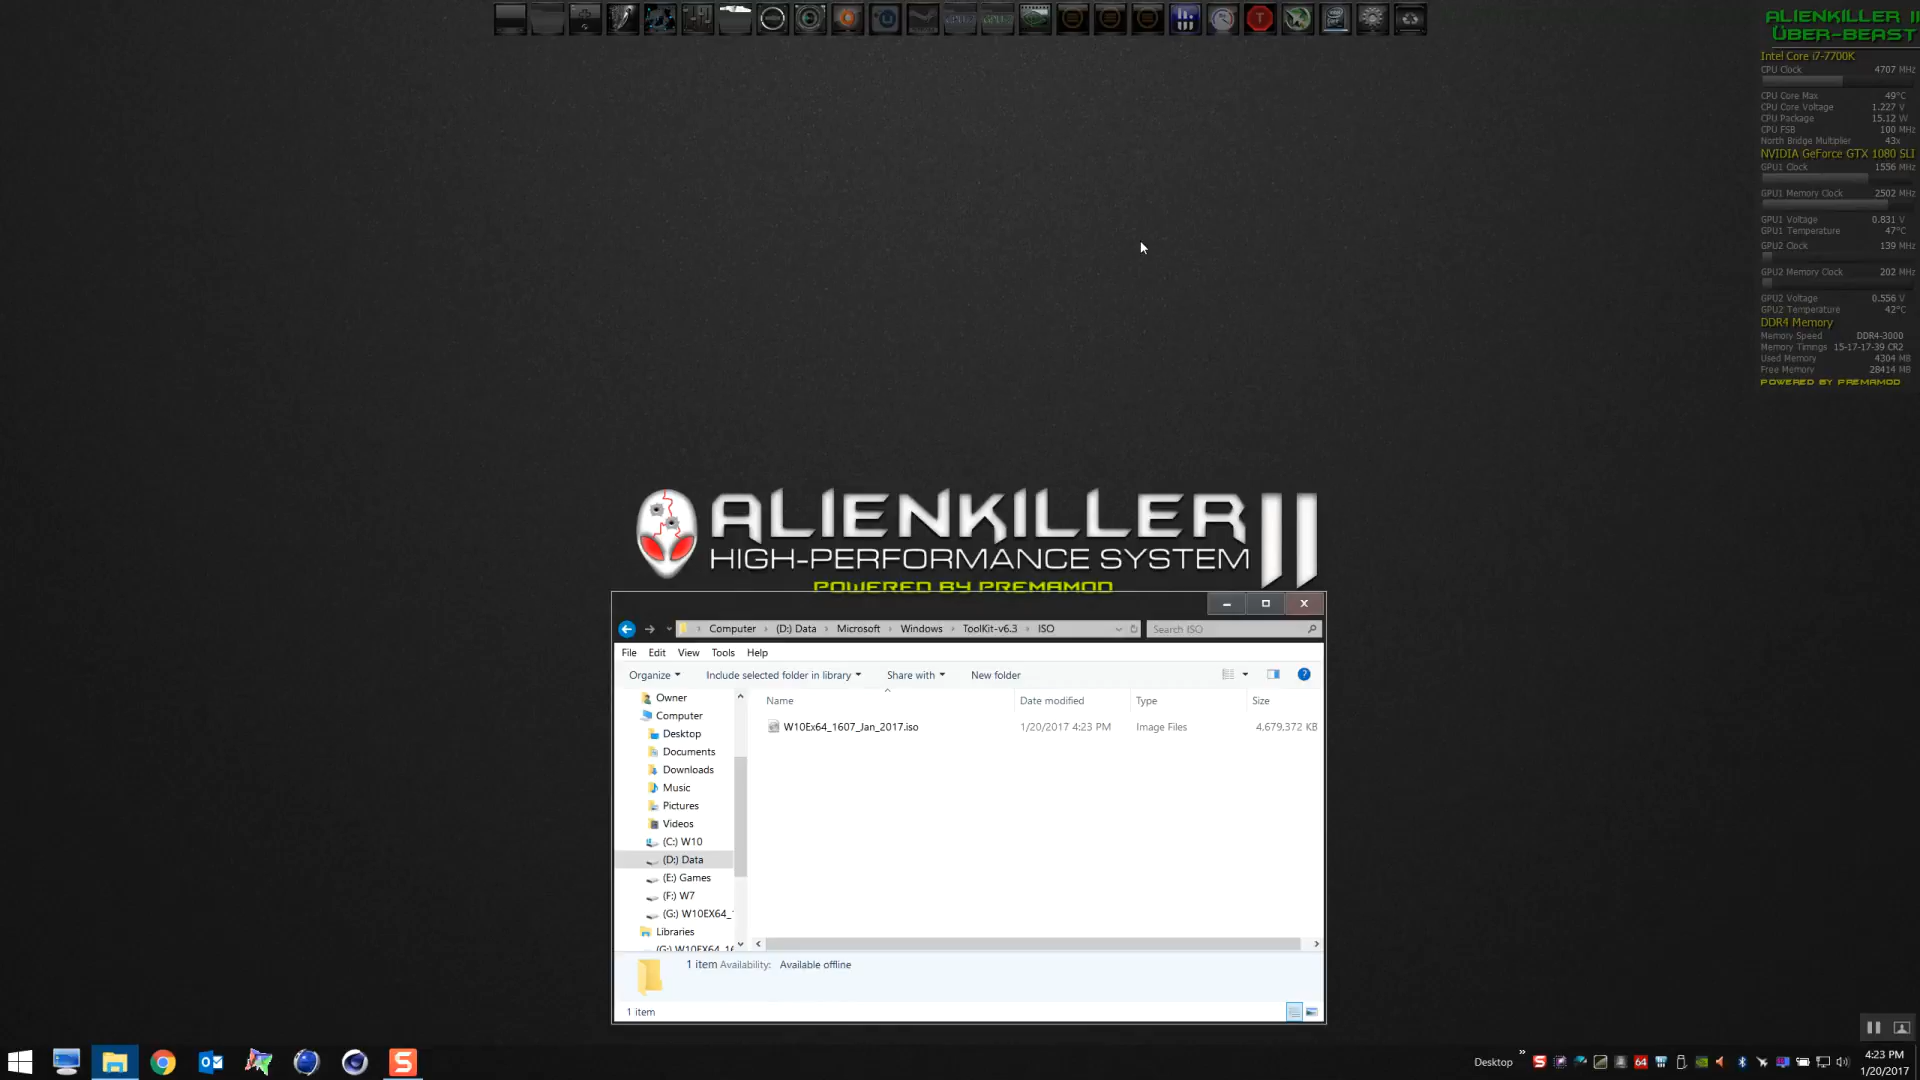 ALIENKILLER II
ÜBER-BEAST
Intel Core i7-7700K
CPU Clock 4707 MHz
CPU Core Max 49°C
CPU Core Voltage 1.227 V
CPU Package 15.12 W
CPU FSB 100 MHz
North Bridge Multiplier 43x
NVIDIA GeForce GTX 1080 SLI
GPU1 Clock 1556 MHz
GPU1 Memory Clock 2502 MHz
GPU1 Voltage 0.831 V
GPU1 Temperature 47°C
GPU2 Clock 139 MHz
GPU2 Memory Clock 202 MHz
GPU2 Voltage 0.556 V
GPU2 Temperature 42°C
DDR4 Memory
Memory Speed DDR4-3000
Memory Timngs 15-17-17-39 CR2
Used Memory 4304 MB
Free Memory 28414 MB
POWERED BY PREMAMOD
ALIENKILLER II
HIGH-PERFORMANCE SYSTEM
POWERED BY PREMAMOD
Computer (D:) Data Microsoft Windows ToolKit-v6.3 ISO Search ISO
File Edit View Tools Help
Organize Include selected folder in library Share with New folder
Name Date modified Type Size
W10Ex64_1607_Jan_2017.iso 1/20/2017 4:23 PM Image Files 4,679,372 KB
Owner
Computer
Desktop
Documents
Downloads
Music
Pictures
Videos
(C:) W10
(D:) Data
(E:) Games
(F:) W7
(G:) W10EX64_1
Libraries
(G:) W10EX64_16
1 item Availability: Available offline
1 item
Desktop 64 4:23 PM
1/20/2017